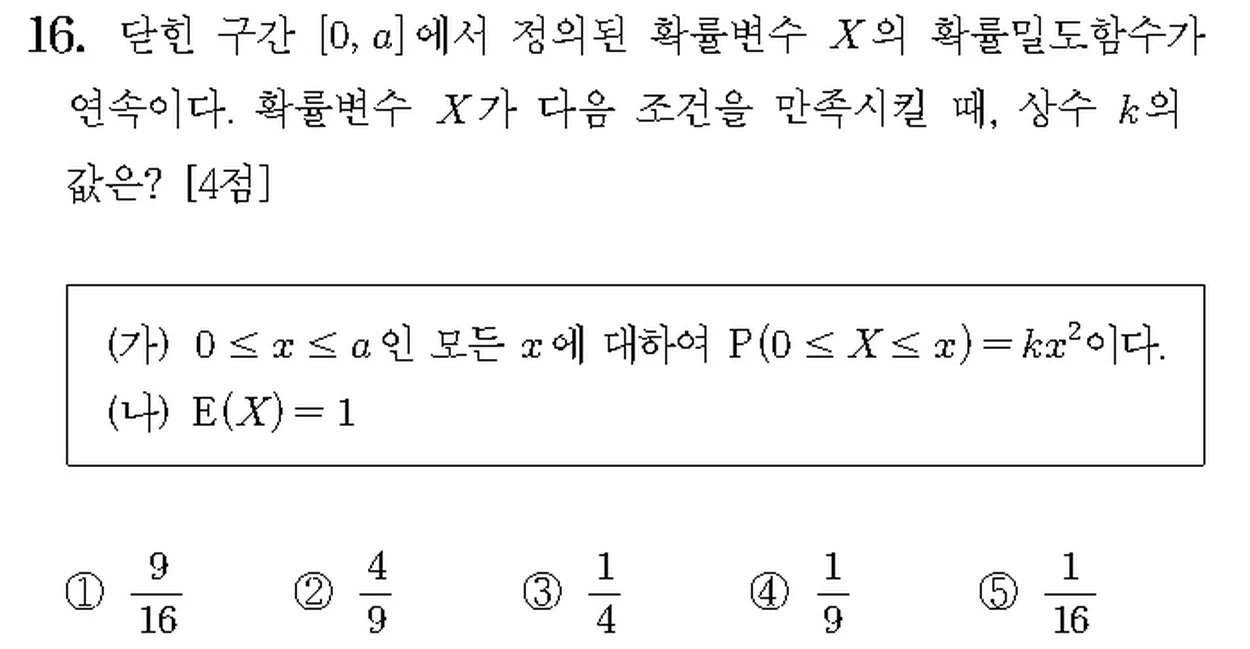 16. 닫힌 구간 [0, a]에서 정의된 확률변수 X의 확률밀도함수가
연속이다. 확률변수 X가 다음 조건을 만족시킬 때, 상수 k의
값은? [4점]
(가) 0 ≤ x ≤ a인 모든 x에 대하여 P(0 ≤ X ≤ x) = kx²이다.
(나) E(X) = 1
① 9/16 ② 4/9 ③ 1/4 ④ 1/9 ⑤ 1/16